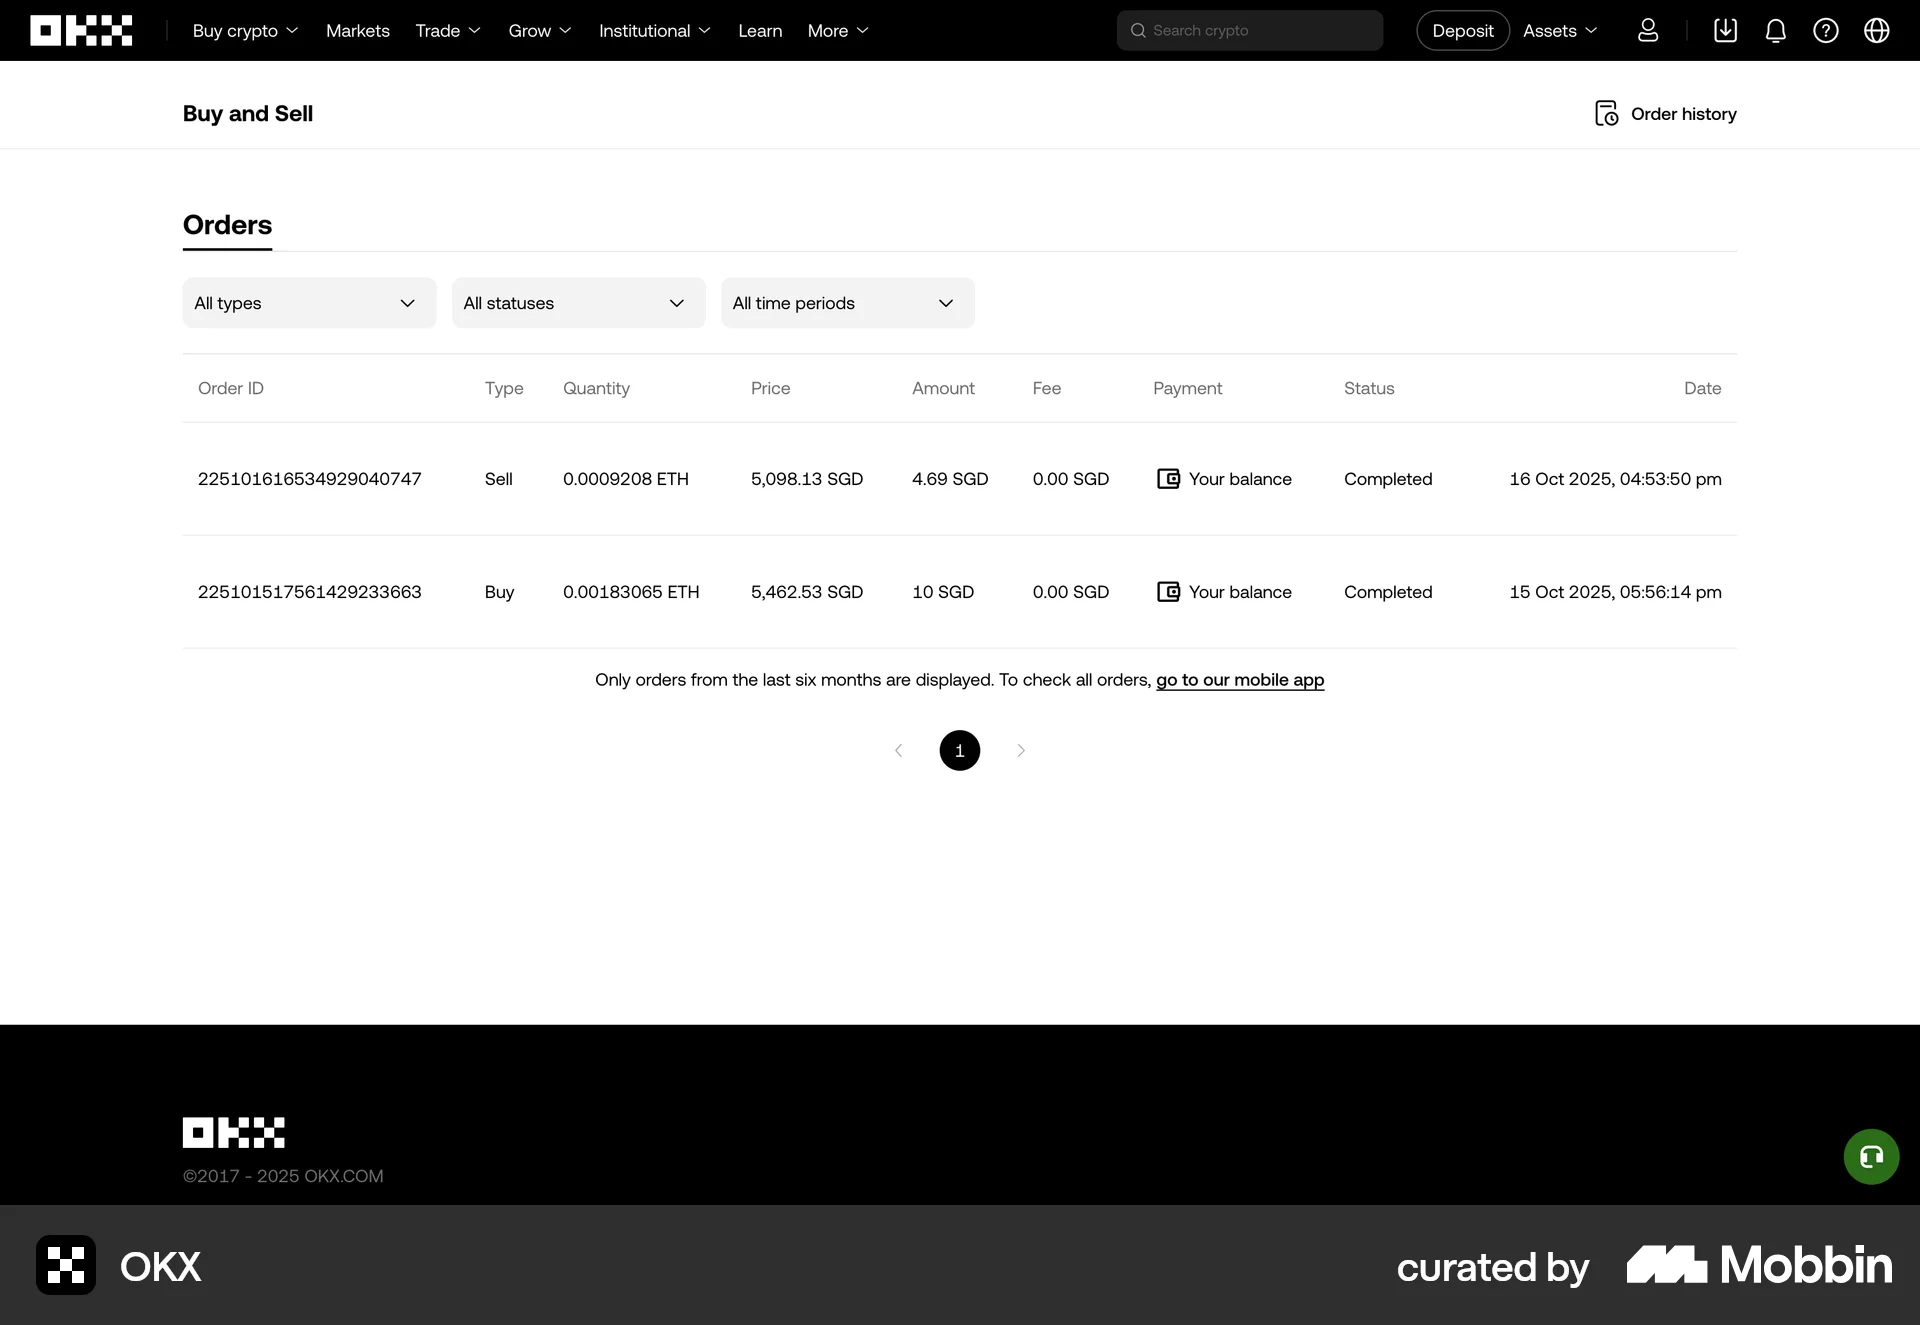 OKX Buy crypto Markets Trade Grow Institutional Learn More Search crypto Deposit Assets
Buy and Sell Order history
Orders
All types All statuses All time periods
Order ID Type Quantity Price Amount Fee Payment Status Date
225101616534929040747 Sell 0.0009208 ETH 5,098.13 SGD 4.69 SGD 0.00 SGD Your balance Completed 16 Oct 2025, 04:53:50 pm
225101517561429233663 Buy 0.00183065 ETH 5,462.53 SGD 10 SGD 0.00 SGD Your balance Completed 15 Oct 2025, 05:56:14 pm
Only orders from the last six months are displayed. To check all orders, go to our mobile app
1
OKX
©2017 - 2025 OKX.COM
OKX curated by Mobbin